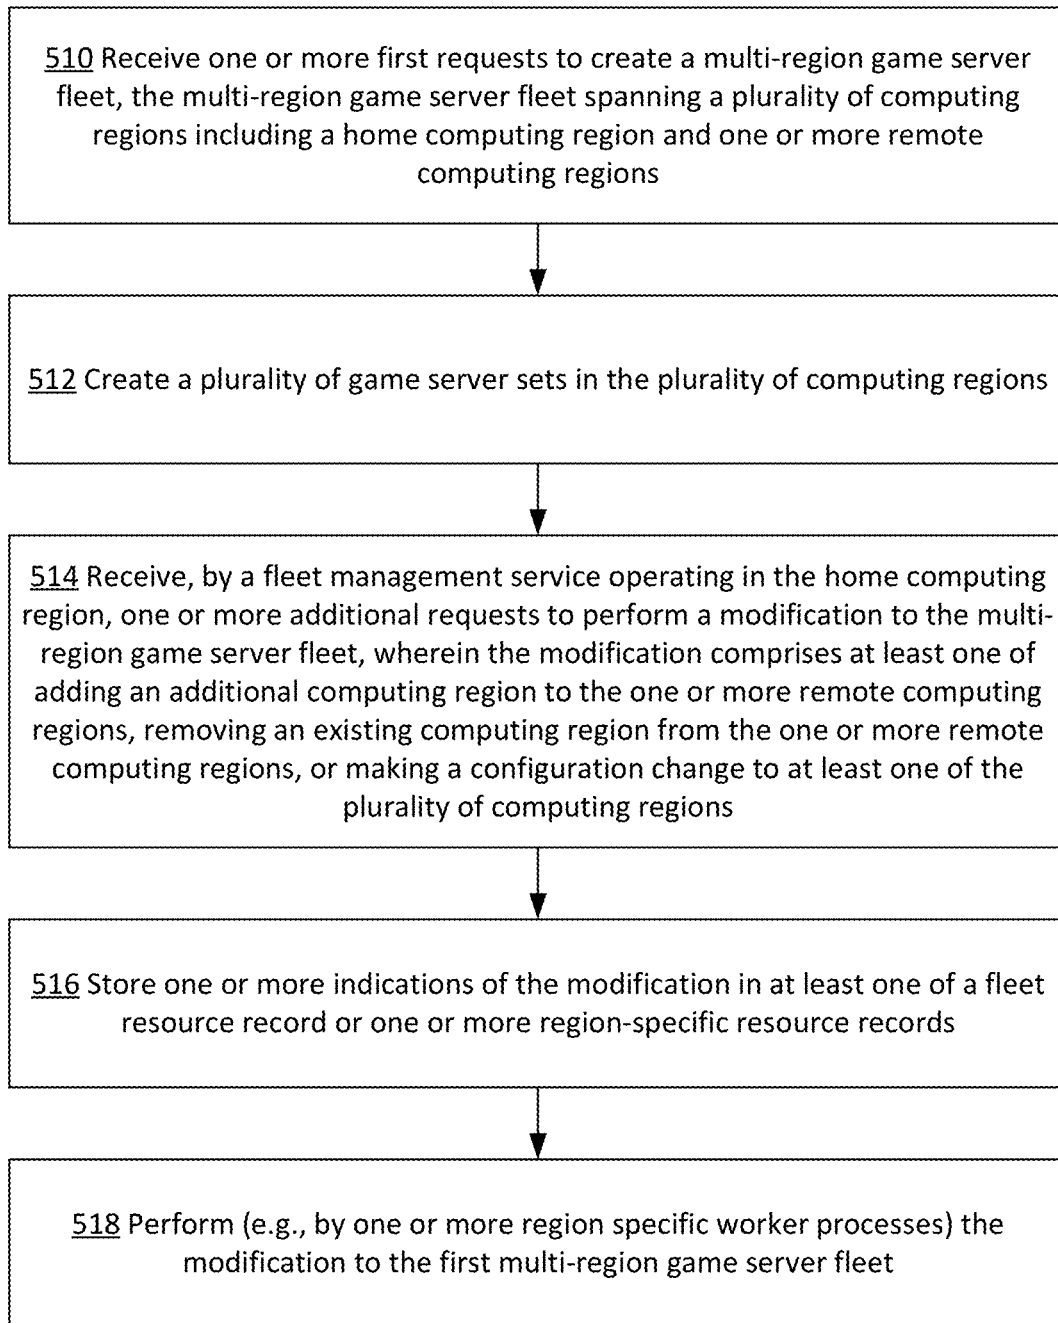 510 Receive one or more first requests to create a multi-region game server
fleet, the multi-region game server fleet spanning a plurality of computing
regions including a home computing region and one or more remote
computing regions
512 Create a plurality of game server sets in the plurality of computing regions
514 Receive, by a fleet management service operating in the home computing
region, one or more additional requests to perform a modification to the multi-
region game server fleet, wherein the modification comprises at least one of
adding an additional computing region to the one or more remote computing
regions, removing an existing computing region from the one or more remote
computing regions, or making a configuration change to at least one of the
plurality of computing regions
516 Store one or more indications of the modification in at least one of a fleet
resource record or one or more region-specific resource records
518 Perform (e.g., by one or more region specific worker processes) the
modification to the first multi-region game server fleet